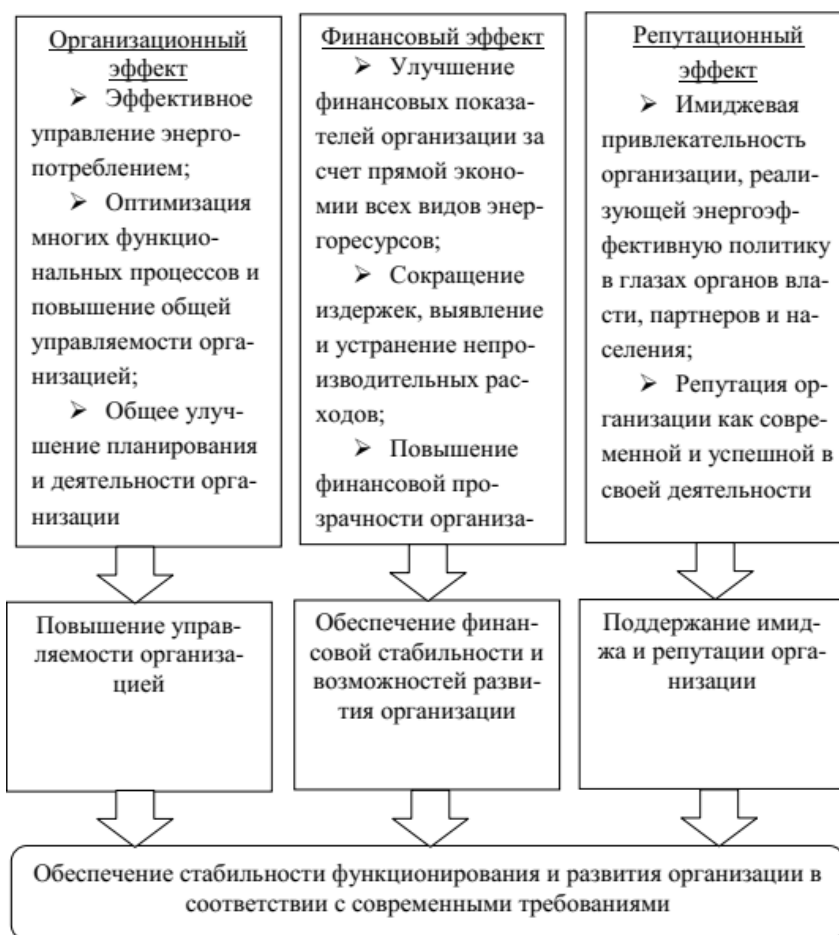 Организационный
эффект
➢ Эффективное
управление энерго-
потреблением;
➢ Оптимизация
многих функцио-
нальных процессов и
повышение общей
управляемости орга-
низацией;
➢ Общее улуч-
шение планирования
и деятельности орга-
низации
Финансовый эффект
➢ Улучшение
финансовых показа-
телей организации за
счет прямой эконо-
мии всех видов энер-
горесурсов;
➢ Сокращение
издержек, выявление
и устранение непро-
изводительных рас-
ходов;
➢ Повышение
финансовой про-
зрачности организа-
Репутационный
эффект
➢ Имиджевая
привлекательность
организации, реали-
зующей энергоэф-
фективную политику
в глазах органов вла-
сти, партнеров и на-
селения;
➢ Репутация ор-
ганизации как совре-
менной и успешной в
своей деятельности
Повышение управ-
ляемости организа-
цией
Обеспечение финан-
совой стабильности и
возможностей разви-
тия организации
Поддержание имид-
жа и репутации орга-
низации
Обеспечение стабильности функционирования и развития организации в
соответствии с современными требованиями